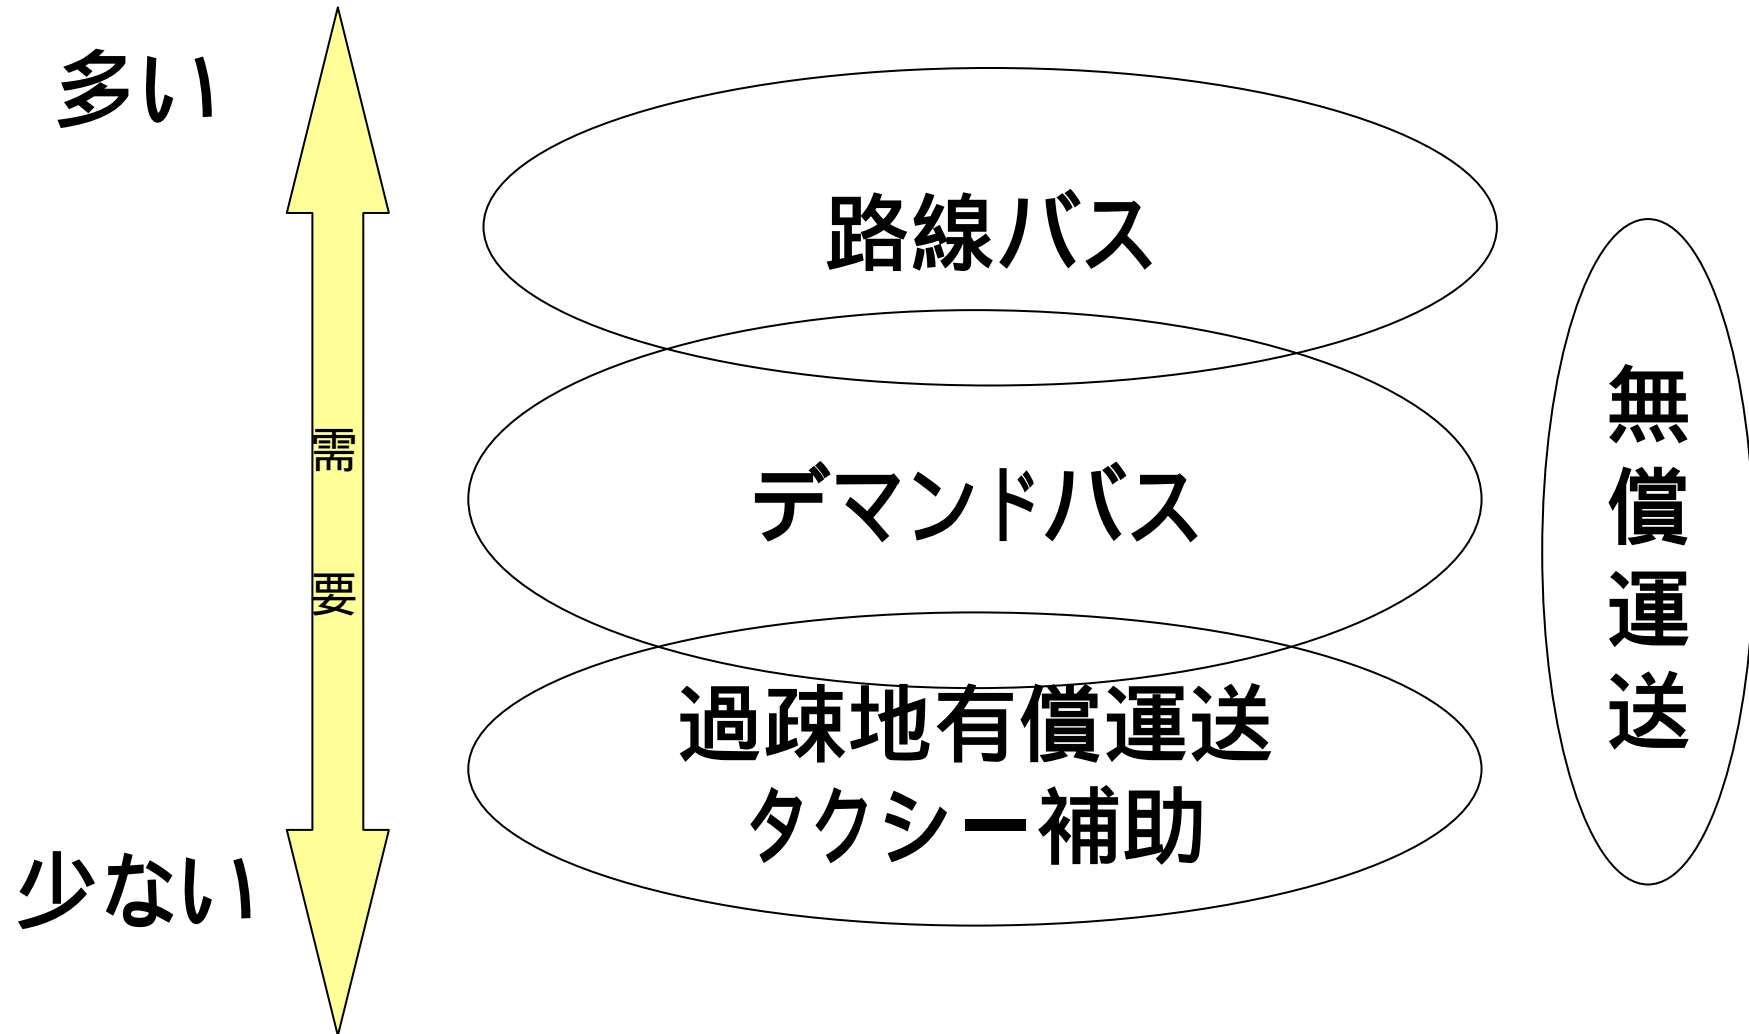 多い
路線バス
無償運送
需要
デマンドバス
過疎地有償運送
タクシー補助
少ない